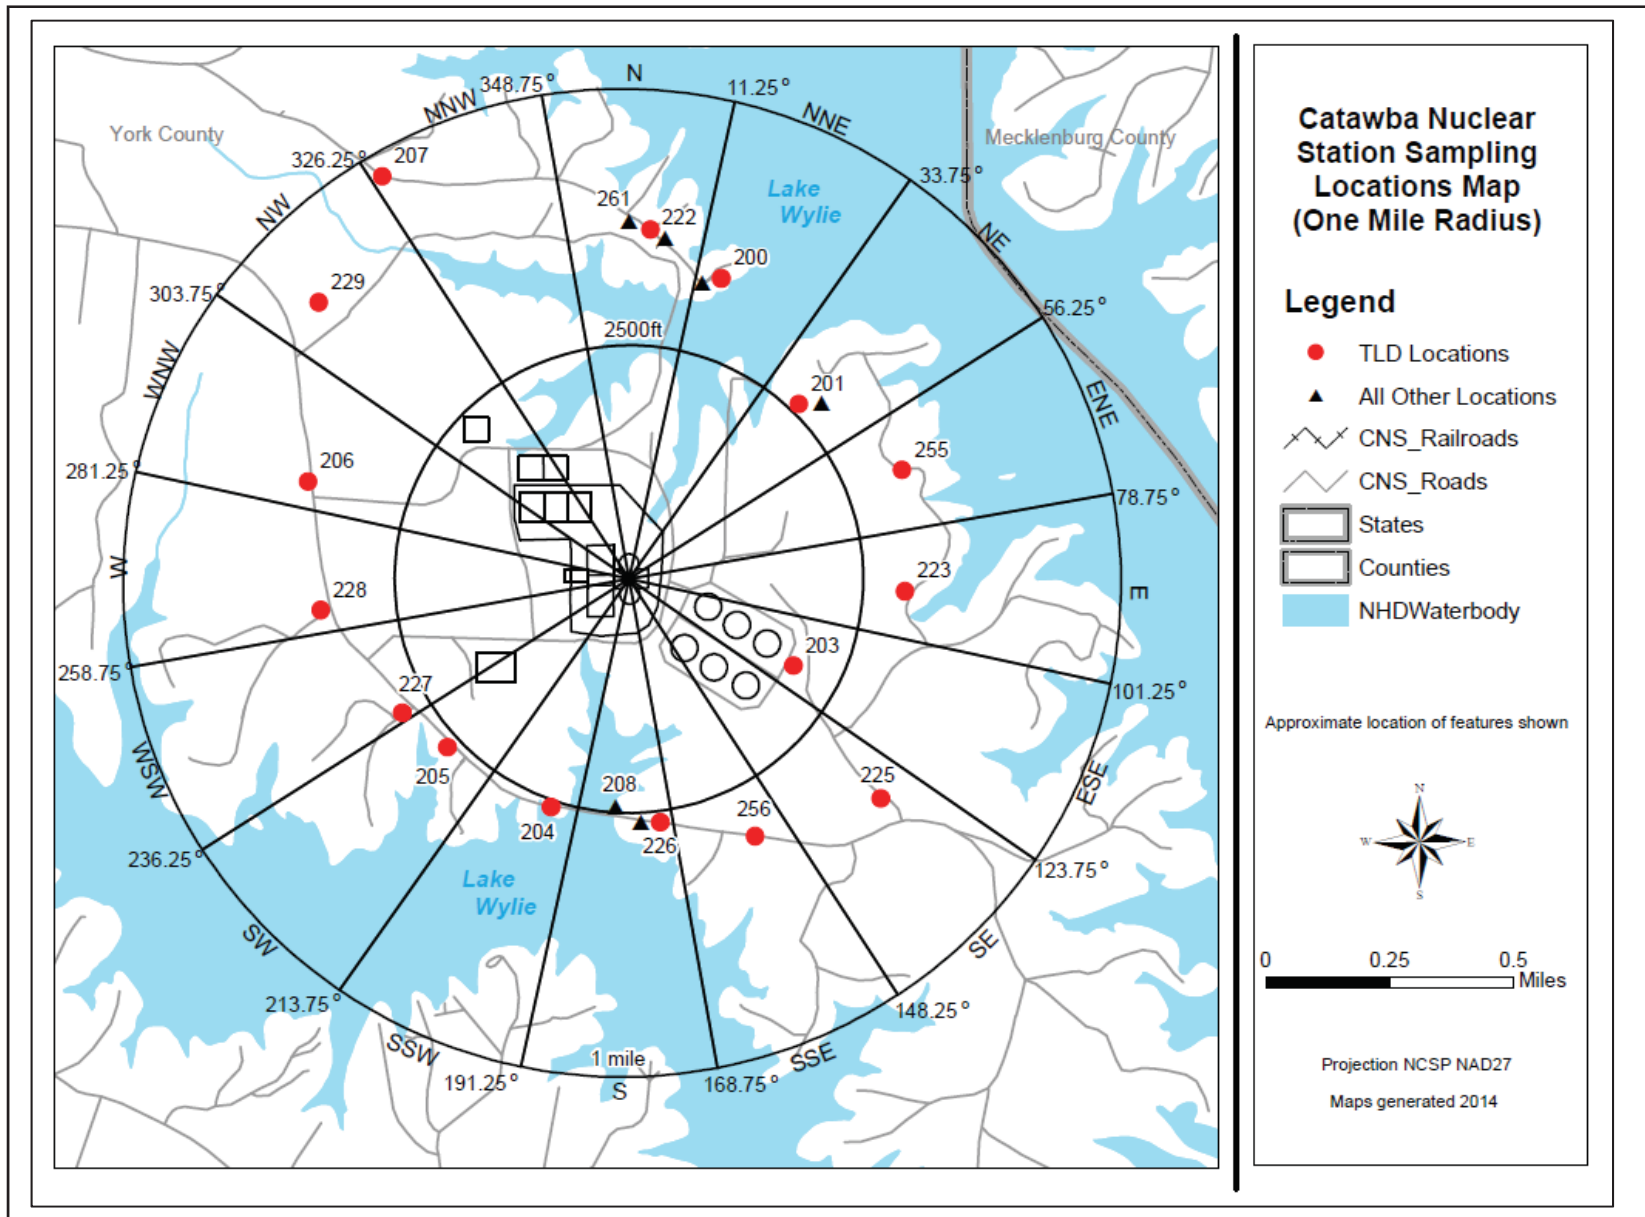 N
348.75°
11.25°
NNW
NNE
York County
Mecklenburg County
326.25°
207
33.75°
Lake
Wylie
261
222
NW
NE
200
229
303.75°
56.25°
2500ft
WNW
201
ENE
255
206
281.25°
78.75°
W
223
E
228
203
258.75°
227
101.25°
WSW
205
208
225
ESE
256
204
226
236.25°
123.75°
Lake
Wylie
SW
SE
213.75°
148.25°
SSW
1 mile
SSE
191.25°
S
168.75°
Catawba Nuclear
Station Sampling
Locations Map
(One Mile Radius)
Legend
TLD Locations
All Other Locations
CNS_Railroads
CNS_Roads
States
Counties
NHDWaterbody
Approximate location of features shown
N
W
E
S
0 0.25 0.5
Miles
Projection NCSP NAD27
Maps generated 2014